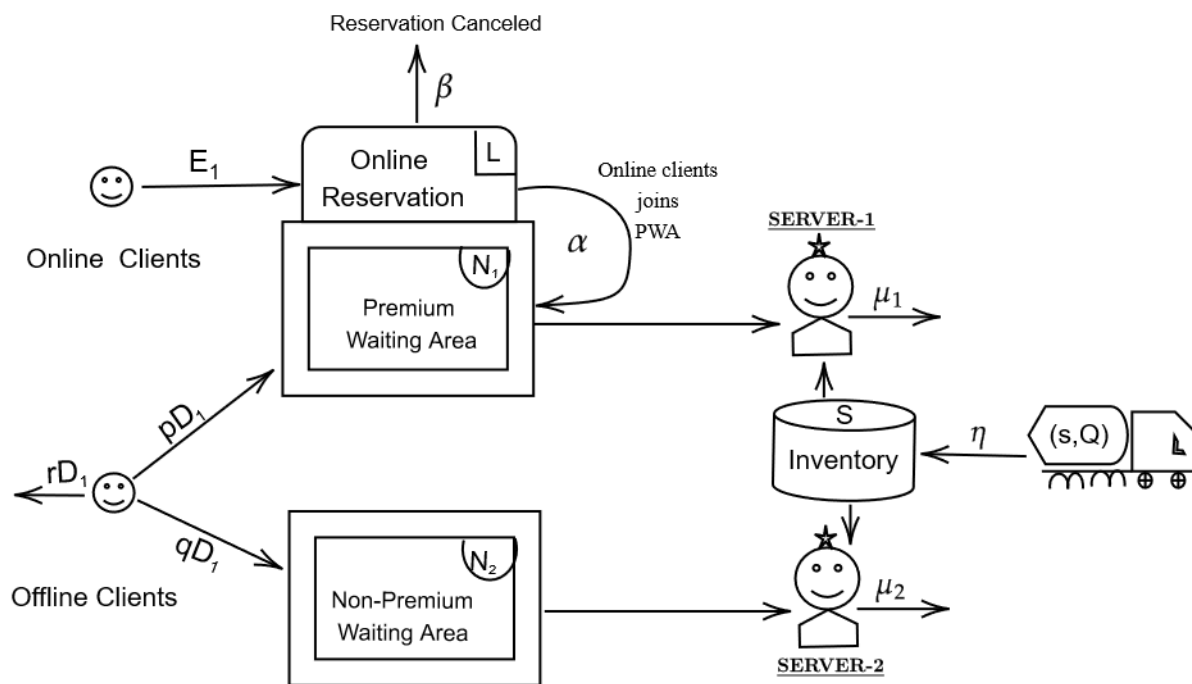 Reservation Canceled
β
E₁
Online
Reservation
L
Online clients
joins
PWA
α
Online Clients
N₁
Premium
Waiting Area
SERVER-1
μ₁
pD₁
rD₁
qD₁
Offline Clients
S
Inventory
η
(s,Q)
L
N₂
Non-Premium
Waiting Area
μ₂
SERVER-2